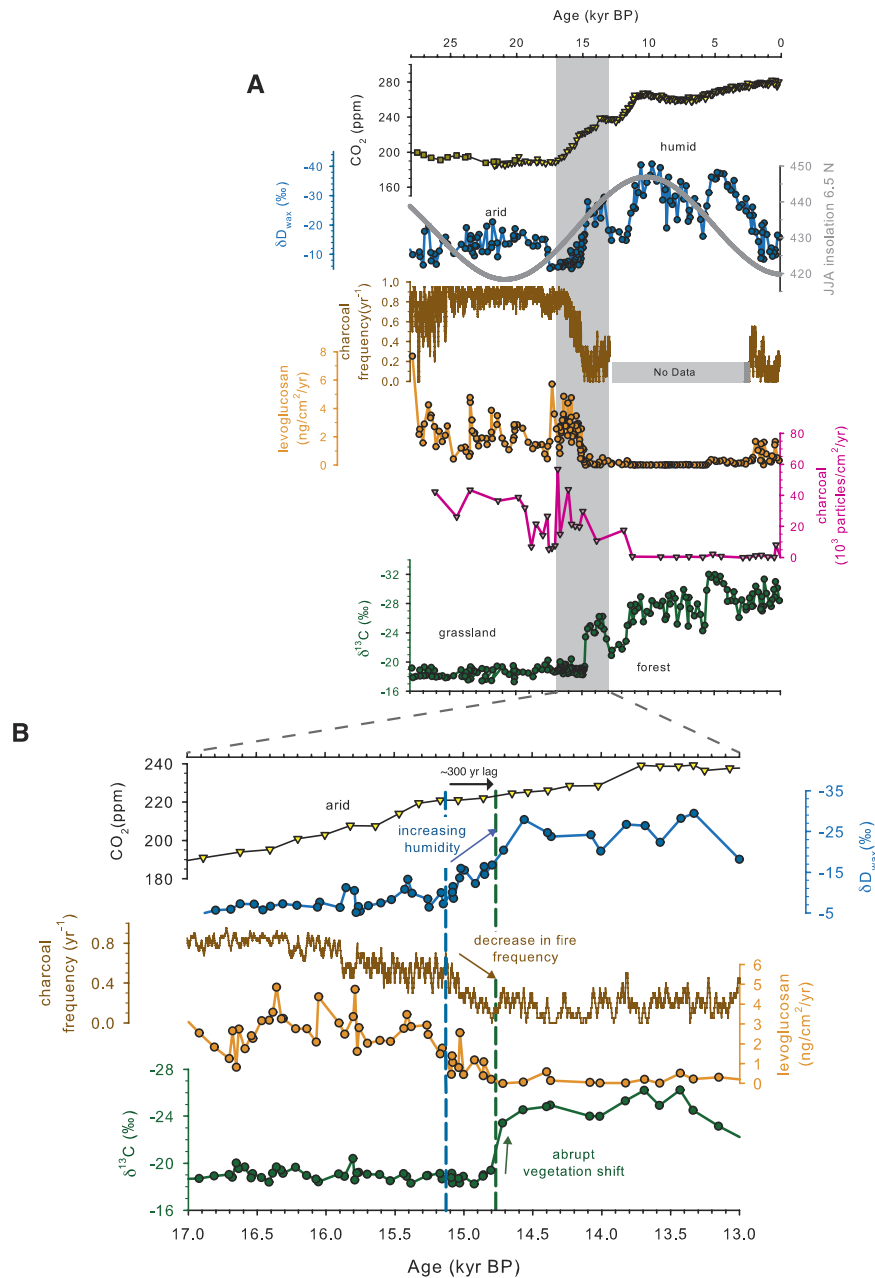 Age (kyr BP)
25 20 15 10 5 0
A
280
240
200
160
CO2 (ppm)
humid
-40
-30
-20
-10
δDwax (‰)
arid
450
440
430
420
JJA insolation 6.5 N
1.0
0.8
0.6
0.4
0.2
0.0
charcoal
frequency(yr-1)
No Data
8
6
4
2
0
levoglucosan
(ng/cm2/yr)
80
60
40
20
0
charcoal
(103 particles/cm2/yr)
-32
-28
-24
-20
-16
δ13C (‰)
grassland
forest
B
240
220
200
180
CO2(ppm)
~300 yr lag
arid
increasing
humidity
-35
-25
-15
-5
δDwax (‰)
0.8
0.4
0.0
charcoal
frequency (yr-1)
decrease in fire
frequency
6
5
4
3
2
1
0
levoglucosan
(ng/cm2/yr)
-28
-24
-20
-16
δ13C (‰)
abrupt
vegetation shift
17.0 16.5 16.0 15.5 15.0 14.5 14.0 13.5 13.0
Age (kyr BP)